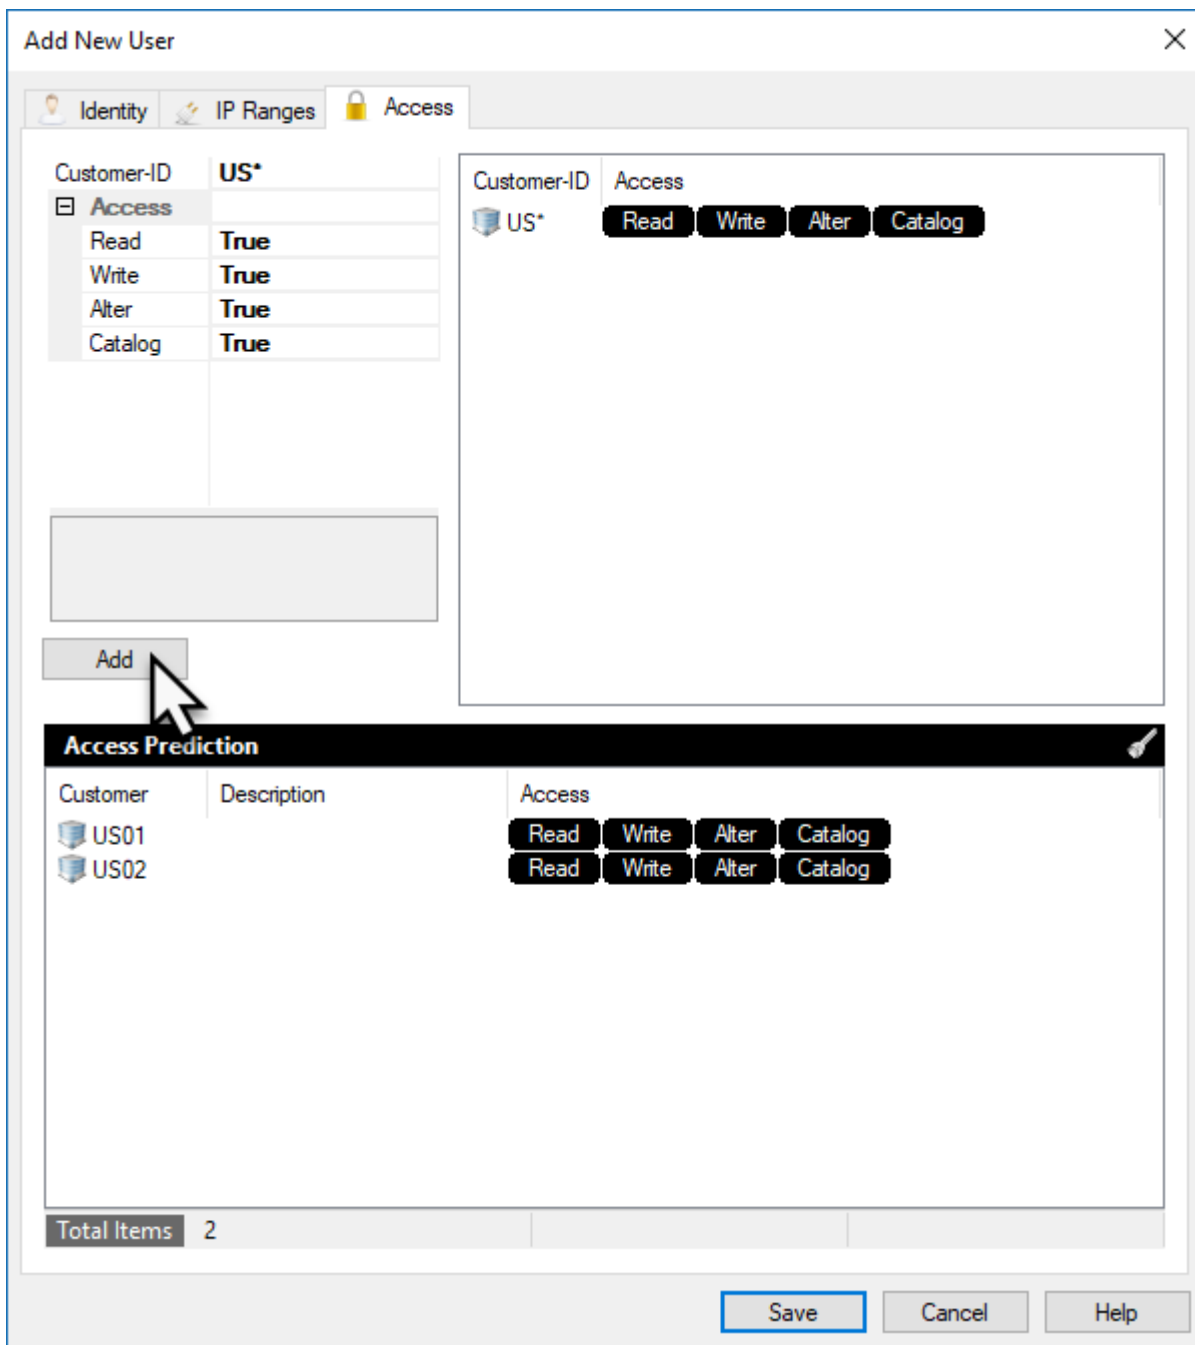 Add New User
Identity IP Ranges Access
Customer-ID US*
Access
Read True
Write True
Alter True
Catalog True
Customer-ID Access
US* Read Write Alter Catalog
Add
Access Prediction
Customer Description Access
US01 Read Write Alter Catalog
US02 Read Write Alter Catalog
Total Items 2
Save Cancel Help